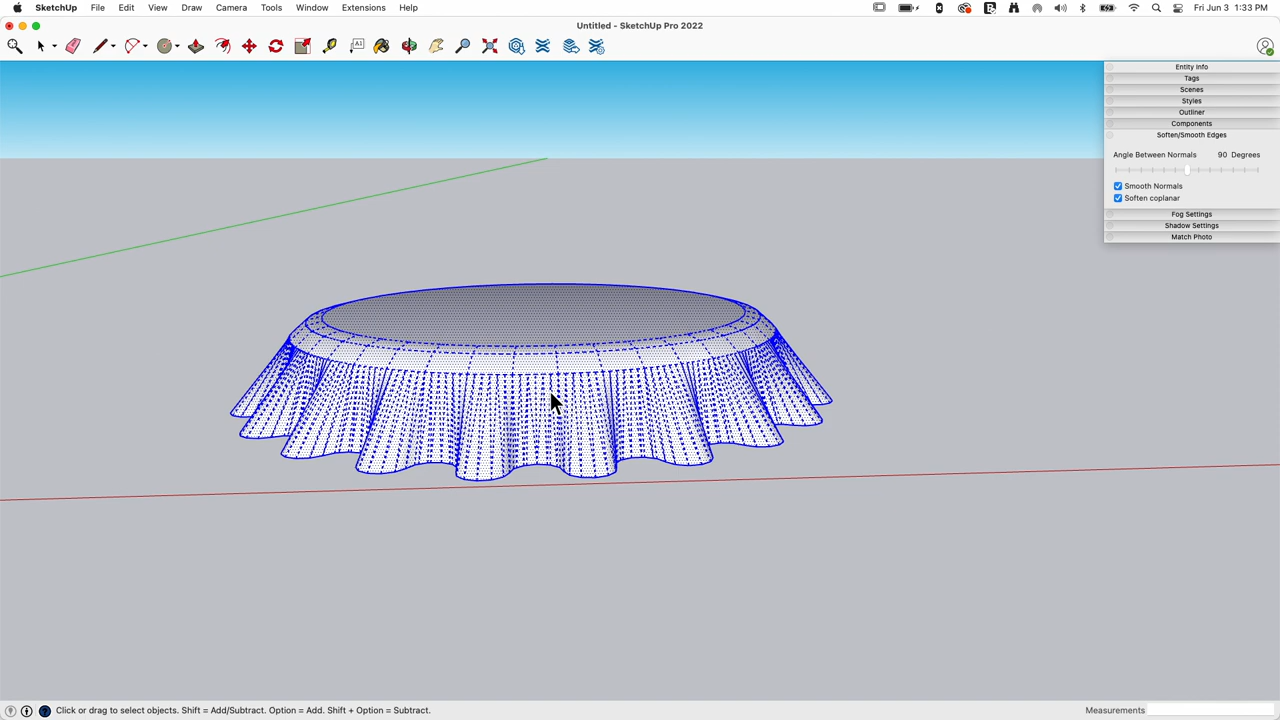 SketchUp File Edit View Draw Camera Tools Window Extensions Help Fri Jun 3 1:33 PM
Untitled - SketchUp Pro 2022
A1
Entity Info
Tags
Scenes
Styles
Outliner
Components
Soften/Smooth Edges
Angle Between Normals 90 Degrees
Smooth Normals
Soften coplanar
Fog Settings
Shadow Settings
Match Photo
Click or drag to select objects. Shift = Add/Subtract. Option = Add. Shift + Option = Subtract. Measurements